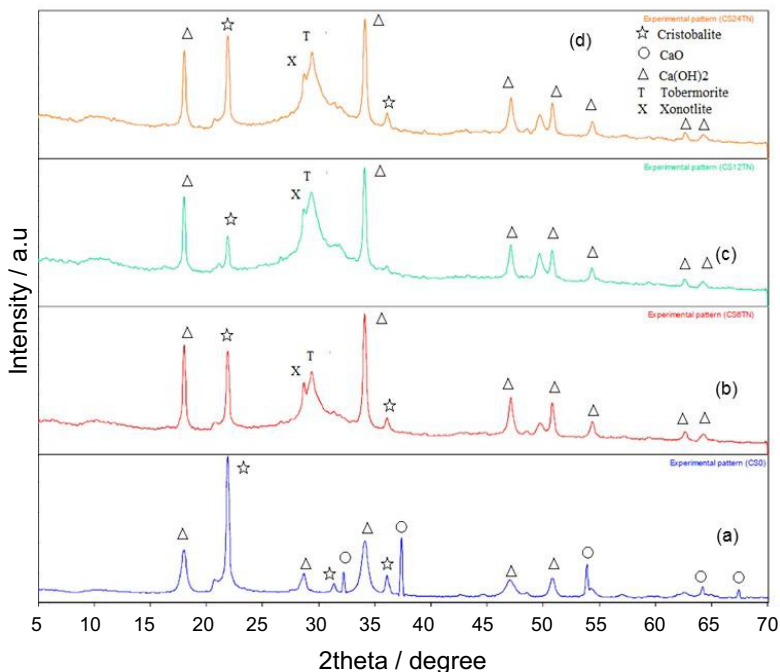 Experimental pattern (CS24TN)
(d)
☆ Cristobalite
○ CaO
△ Ca(OH)2
T Tobermorite
X Xonotlite
T
X
Experimental pattern (CS12TN)
T
X
(c)
Experimental pattern (CS6TN)
T
X
(b)
Experimental pattern (CS0)
(a)
Intensity / a.u
5 10 15 20 25 30 35 40 45 50 55 60 65 70
2theta / degree